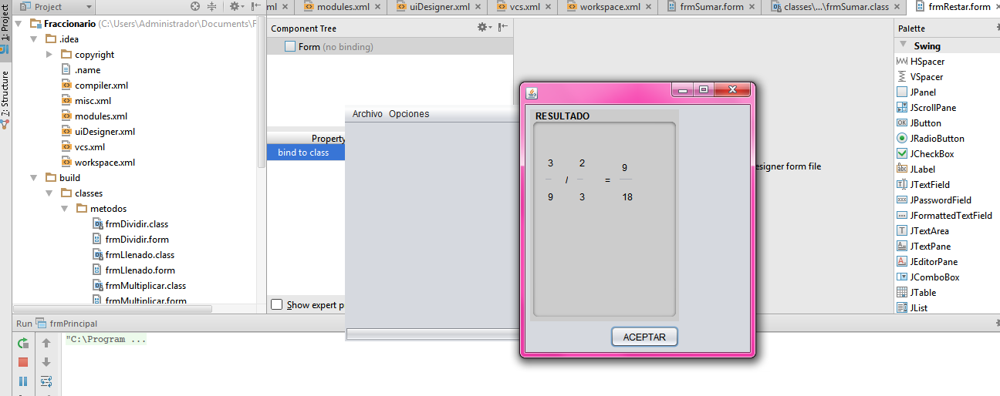 Project
ml
modules.xml
uiDesigner.xml
vcs.xml
workspace.xml
frmSumar.form
classes\...\frmSumar.class
frmRestar.form
1: Project
7: Structure
Fraccionario (C:\Users\Administrador\Documents\F
.idea
copyright
.name
compiler.xml
misc.xml
modules.xml
uiDesigner.xml
vcs.xml
workspace.xml
build
classes
metodos
frmDividir.class
frmDividir.form
frmLlenado.class
frmLlenado.form
frmMultiplicar.class
frmMultiplicar.form
Component Tree
Form (no binding)
Property
bind to class
Show expert p
Archivo Opciones
esigner form file
RESULTADO
3 2 9
/ =
9 3 18
ACEPTAR
Palette
Swing
HSpacer
VSpacer
JPanel
JScrollPane
JButton
JRadioButton
JCheckBox
JLabel
JTextField
JPasswordField
JFormattedTextField
JTextArea
JTextPane
JEditorPane
JComboBox
JTable
JList
Run frmPrincipal
"C:\Program ...